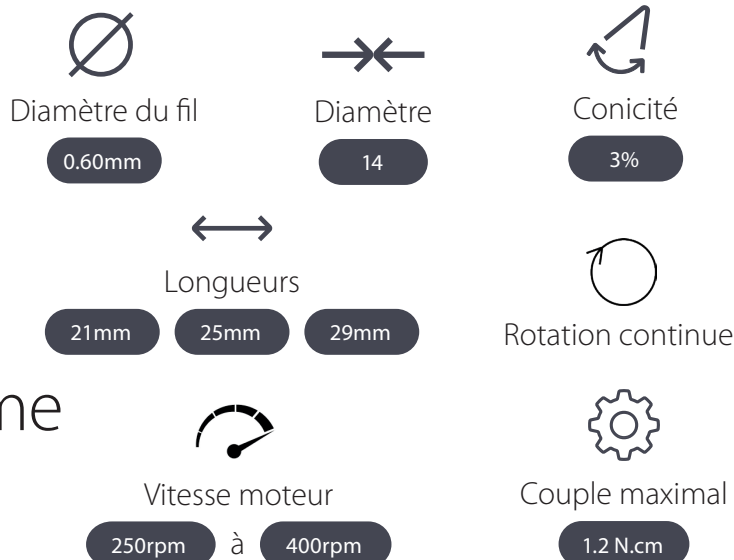 Diamètre du fil
0.60mm
Diamètre
14
Conicité
3%
Longueurs
21mm 25mm 29mm
Rotation continue
Vitesse moteur
250rpm à 400rpm
Couple maximal
1.2 N.cm